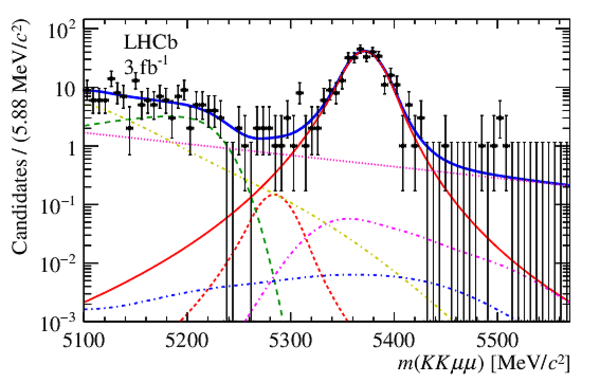 10²
LHCb
3 fb⁻¹
10
1
10⁻¹
10⁻²
10⁻³
Candidates / (5.88 MeV/c²)
5100 5200 5300 5400 5500
m(KKμμ) [MeV/c²]